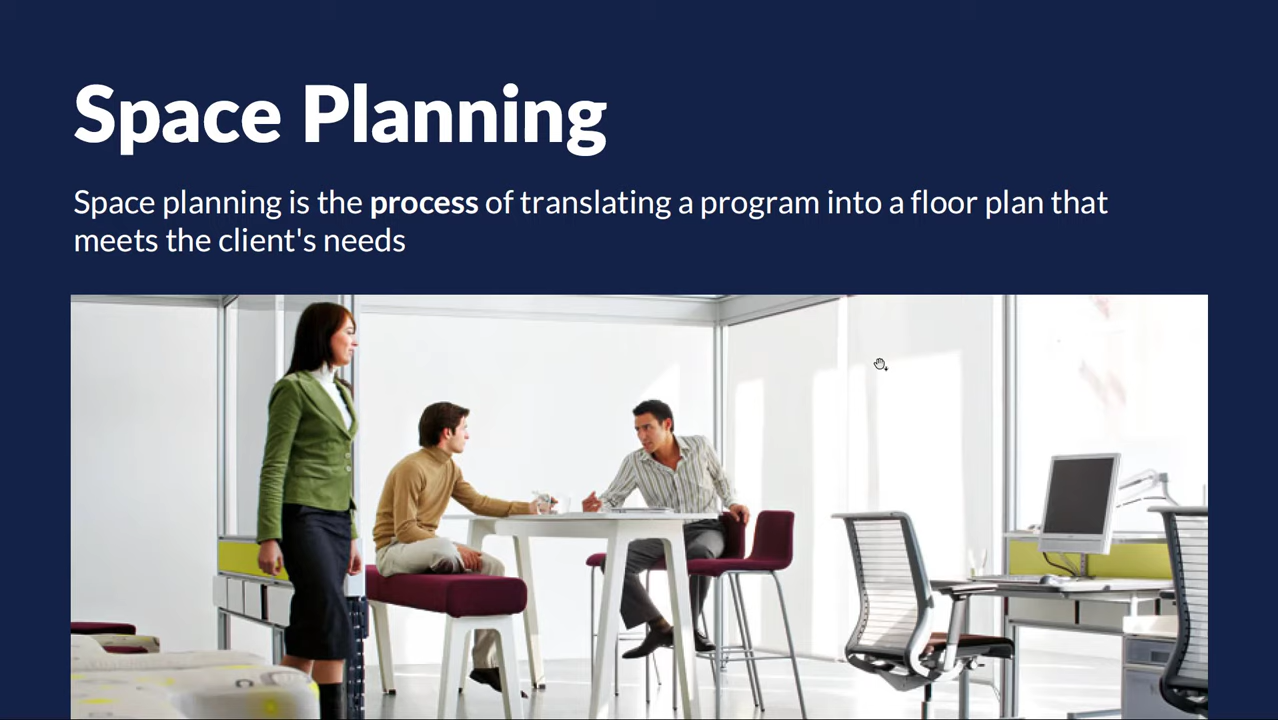 Space Planning
Space planning is the process of translating a program into a floor plan that
meets the client's needs